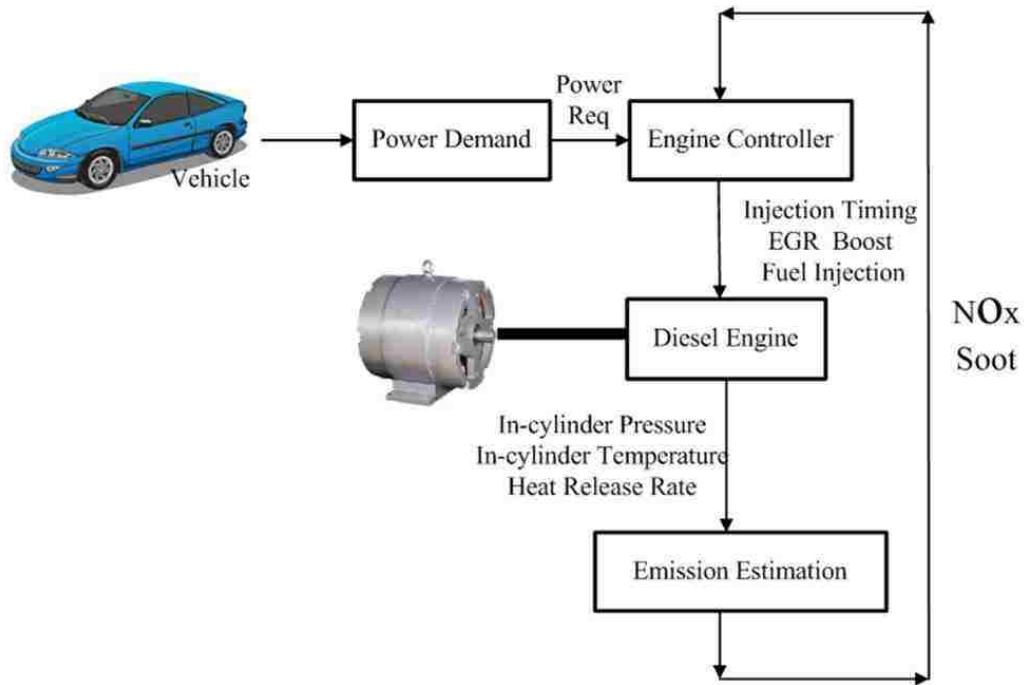 Power
Req
Power Demand
Engine Controller
Vehicle
Injection Timing
EGR Boost
Fuel Injection
Diesel Engine
NOx
Soot
In-cylinder Pressure
In-cylinder Temperature
Heat Release Rate
Emission Estimation